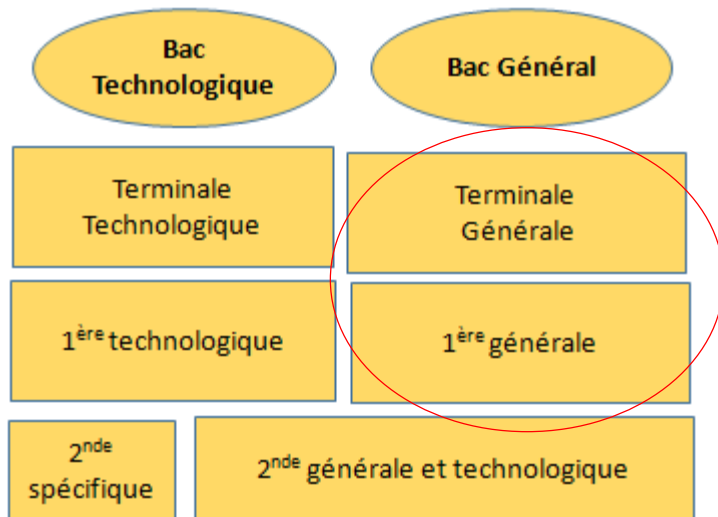 Bac
Technologique
Bac Général
Terminale
Technologique
Terminale
Générale
1ère technologique
1ère générale
2nde
spécifique
2nde générale et technologique